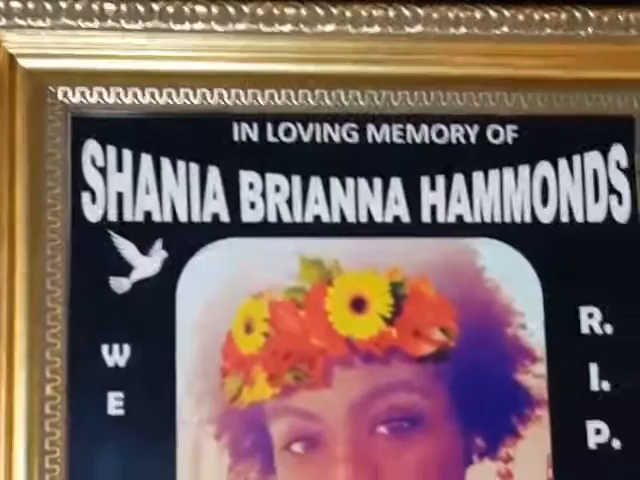 IN LOVING MEMORY OF
SHANIA BRIANNA HAMMONDS
W
E
R.
I.
P.